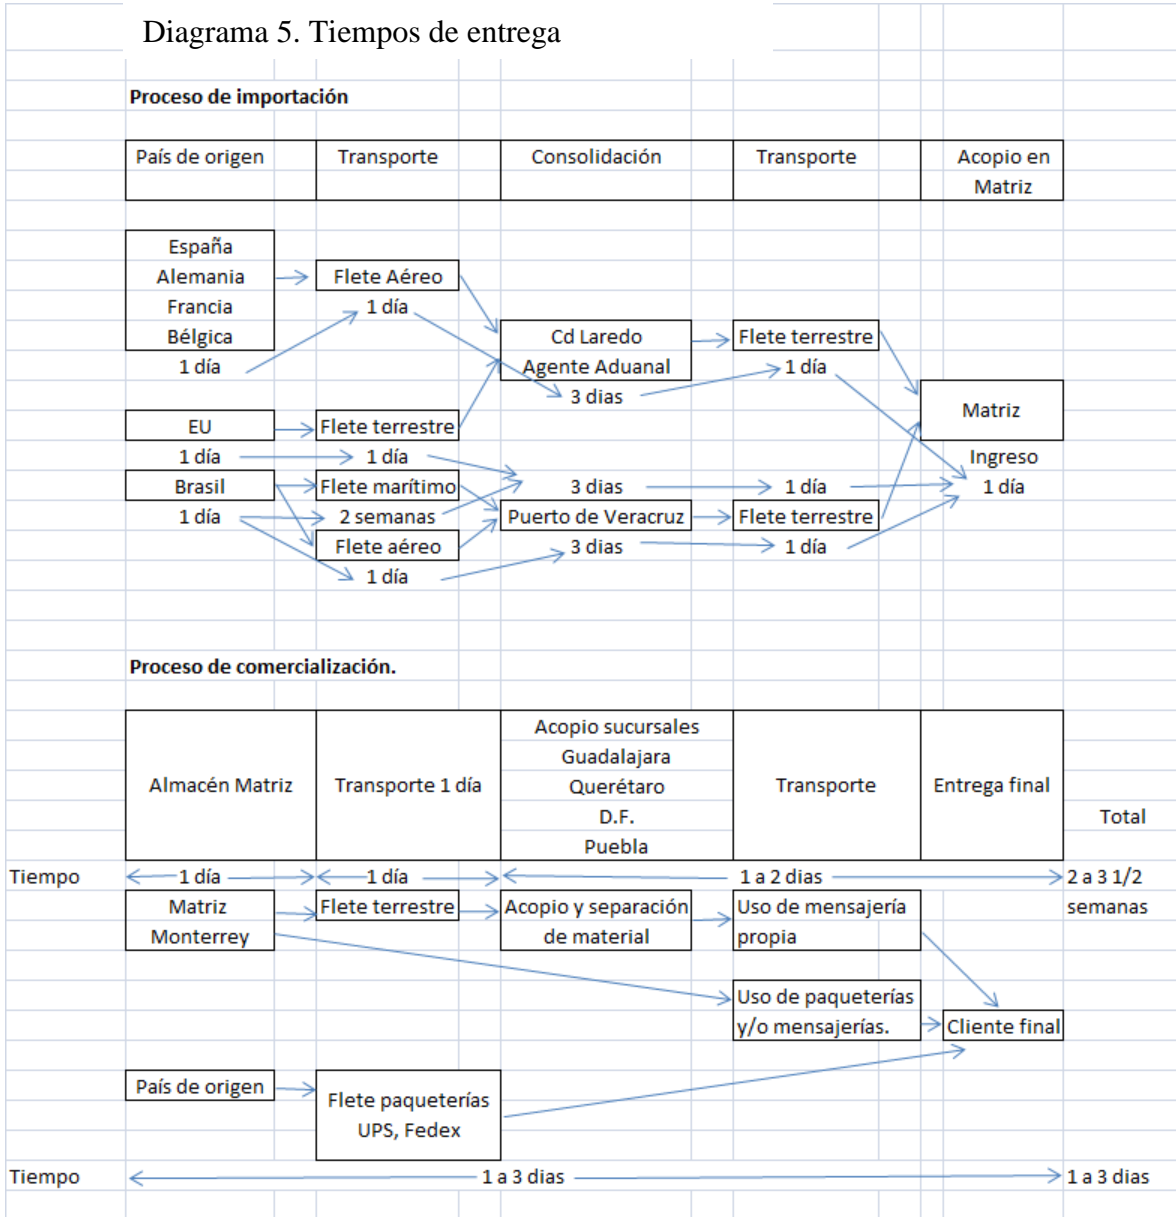 Diagrama 5. Tiempos de entrega
Proceso de importación
País de origen Transporte Consolidación Transporte Acopio en
Matriz
España
Alemania Flete Aéreo
Francia 1 día
Bélgica Cd Laredo Flete terrestre
1 día Agente Aduanal 1 día
3 dias
Matriz
EU Flete terrestre
1 día 1 día Ingreso
Brasil Flete marítimo 3 dias 1 día 1 día
1 día 2 semanas Puerto de Veracruz Flete terrestre
Flete aéreo 3 dias 1 día
1 día
Proceso de comercialización.
Acopio sucursales
Guadalajara
Almacén Matriz Transporte 1 día Querétaro Transporte Entrega final
D.F. Total
Puebla
Tiempo 1 día 1 día 1 a 2 dias 2 a 3 1/2
Matriz Flete terrestre Acopio y separación Uso de mensajería semanas
Monterrey de material propia
Uso de paqueterías
y/o mensajerías. Cliente final
País de origen Flete paqueterías
UPS, Fedex
Tiempo 1 a 3 dias 1 a 3 dias